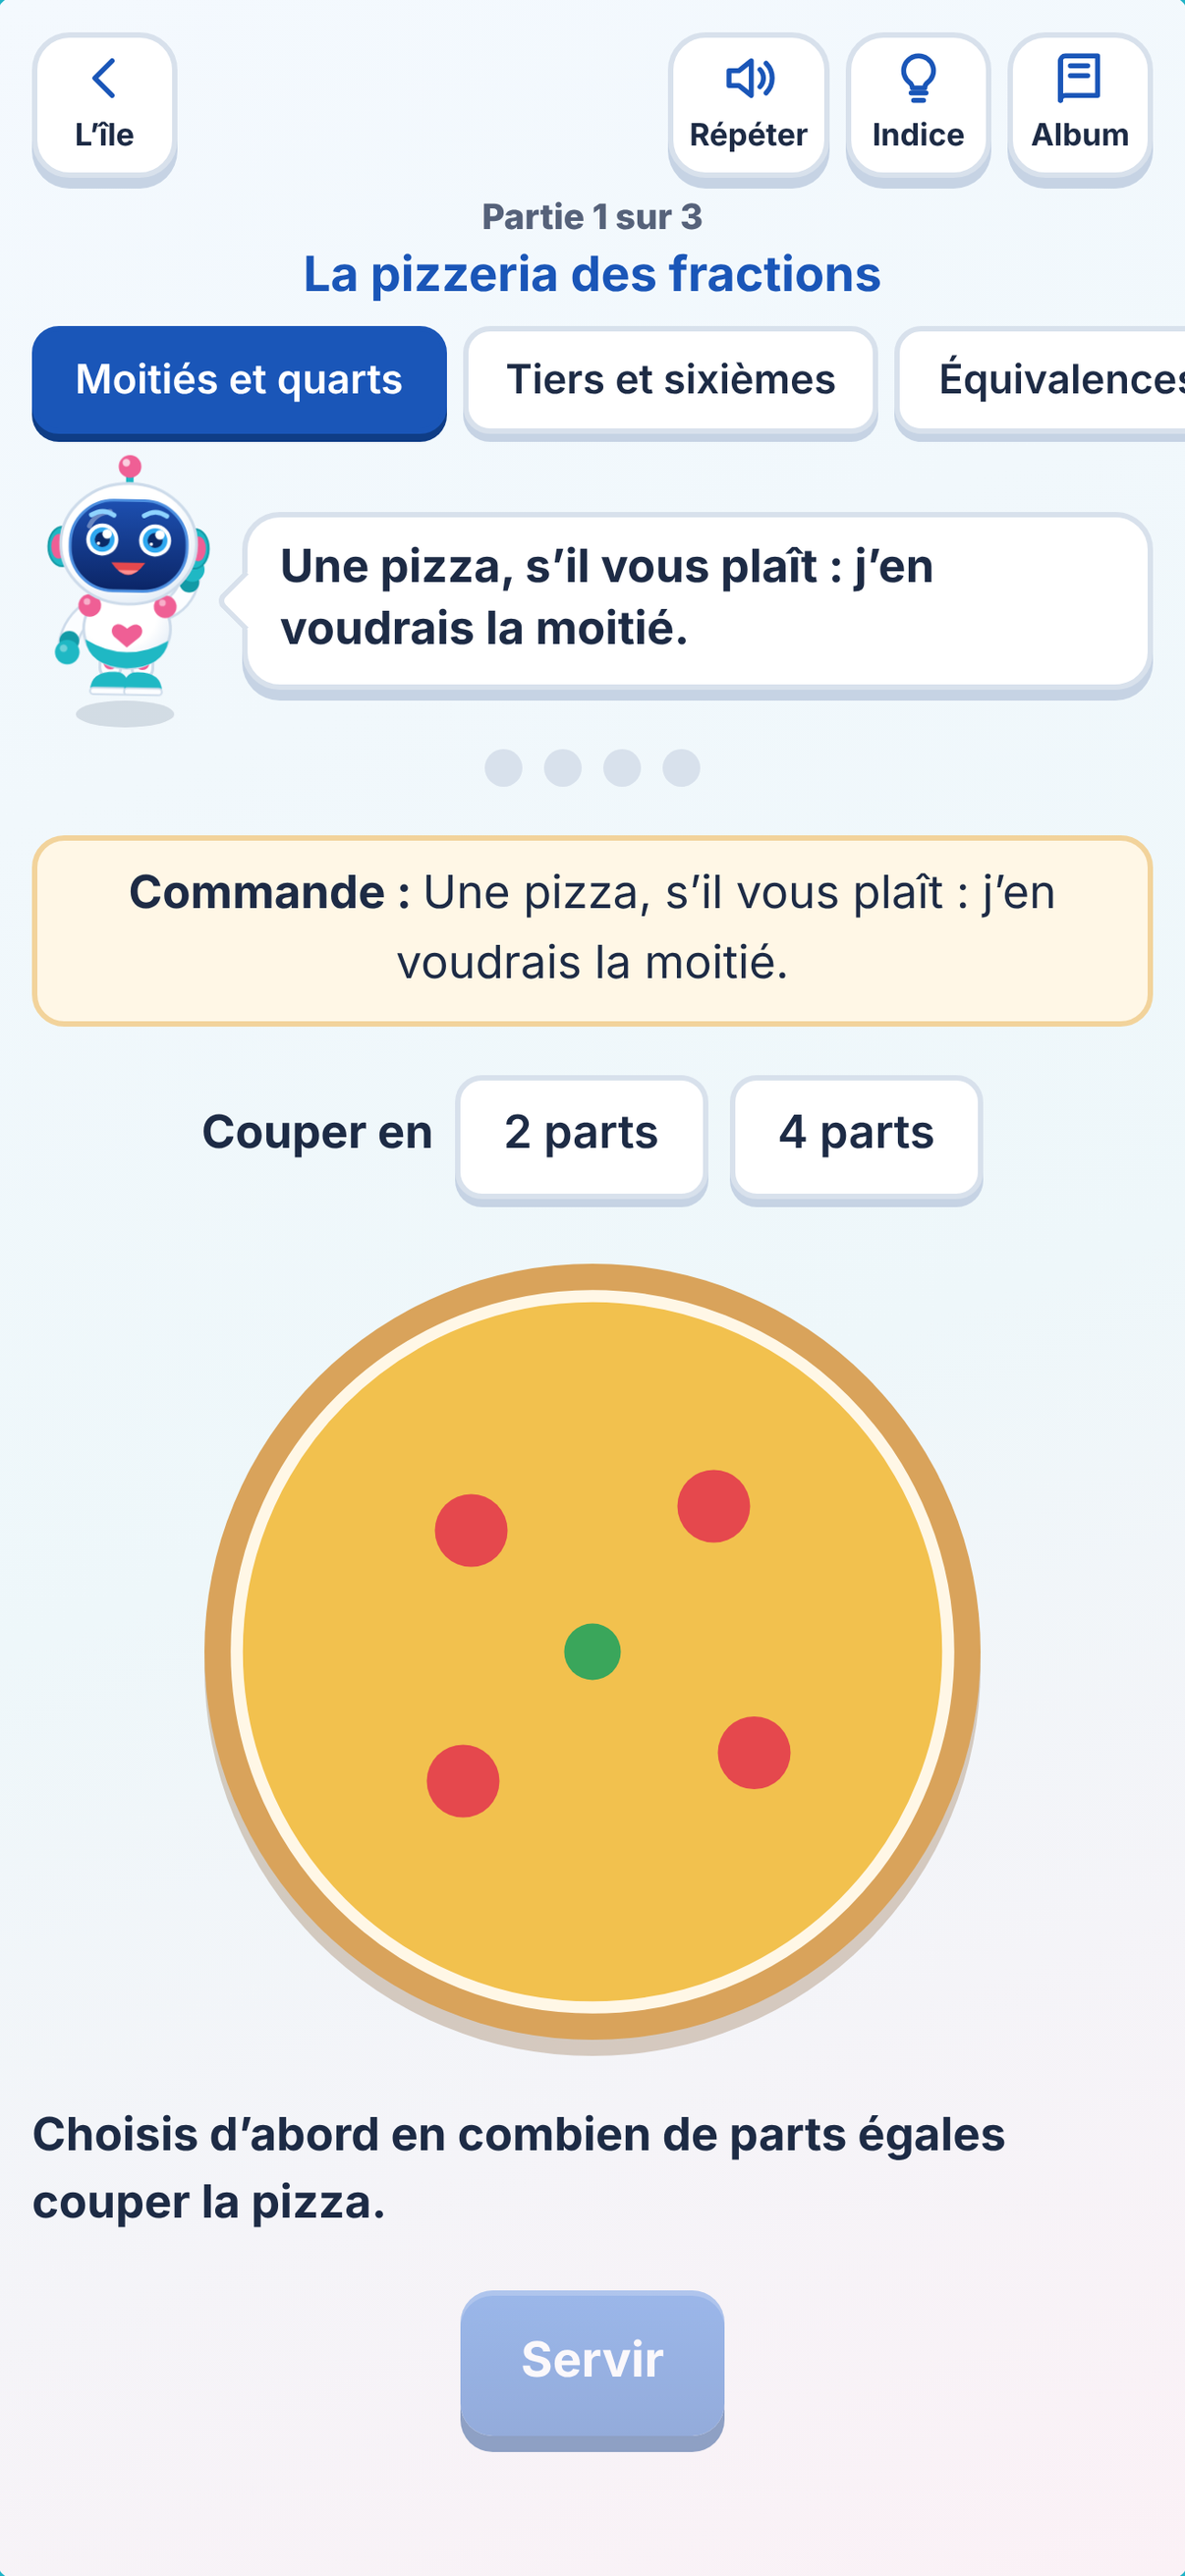 L’île
Répéter
Indice
Album
Partie 1 sur 3
La pizzeria des fractions
Moitiés et quarts
Tiers et sixièmes
Équivalences
Une pizza, s’il vous plaît : j’en
voudrais la moitié.
Commande : Une pizza, s’il vous plaît : j’en
voudrais la moitié.
Couper en
2 parts
4 parts
Choisis d’abord en combien de parts égales
couper la pizza.
Servir